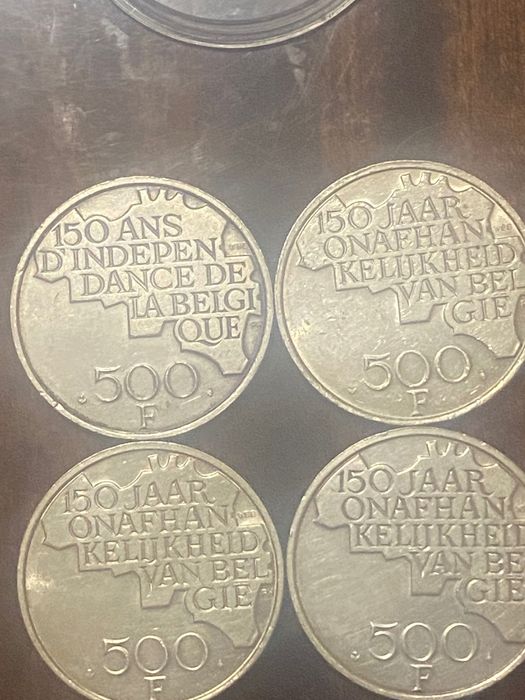 150 ANS
D'INDEPEN
DANCE DE
LA BELGI
QUE
500
F
150 JAAR
ONAFHAN
KELIJKHEID
VAN BEL
GIE
500
F
150 JAAR
ONAFHAN
KELIJKHEID
VAN BEL
GIE
500
F
150 JAAR
ONAFHAN
KELIJKHEID
VAN BE
GIE
500
F